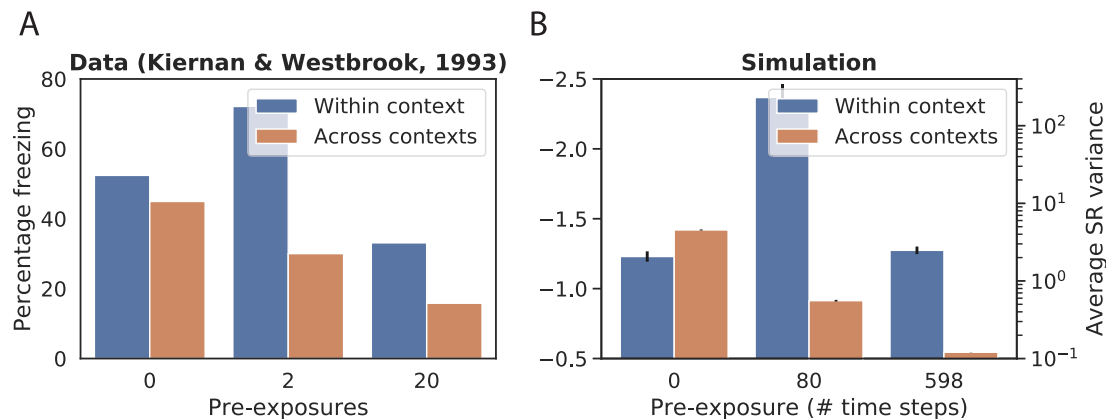 A
Data (Kiernan & Westbrook, 1993)
80
60
40
20
0
Percentage freezing
Within context
Across contexts
0 2 20
Pre-exposures
B
Simulation
−2.5
−2.0
−1.5
−1.0
−0.5
Within context
Across contexts
10²
10¹
10⁰
10⁻¹
Average SR variance
0 80 598
Pre-exposure (# time steps)